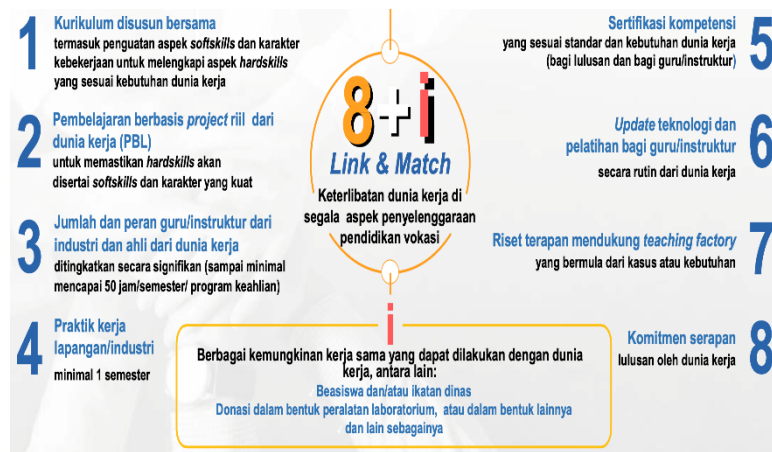 1
Kurikulum disusun bersama
termasuk penguatan aspek softskills dan karakter
kebekerjaan untuk melengkapi aspek hardskills
yang sesuai kebutuhan dunia kerja
2
Pembelajaran berbasis project riil dari
dunia kerja (PBL)
untuk memastikan hardskills akan
disertai softskills dan karakter yang kuat
3
Jumlah dan peran guru/instruktur dari
industri dan ahli dari dunia kerja
ditingkatkan secara signifikan (sampai minimal
mencapai 50 jam/semester/ program keahlian)
4
Praktik kerja
lapangan/industri
minimal 1 semester
8+i
Link & Match
Keterlibatan dunia kerja di
segala aspek penyelenggaraan
pendidikan vokasi
i
Berbagai kemungkinan kerja sama yang dapat dilakukan dengan dunia
kerja, antara lain:
Beasiswa dan/atau ikatan dinas
Donasi dalam bentuk peralatan laboratorium, atau dalam bentuk lainnya
dan lain sebagainya
Sertifikasi kompetensi
yang sesuai standar dan kebutuhan dunia kerja
(bagi lulusan dan bagi guru/instruktur)
5
Update teknologi dan
pelatihan bagi guru/instruktur
secara rutin dari dunia kerja
6
Riset terapan mendukung teaching factory
yang bermula dari kasus atau kebutuhan
7
Komitmen serapan
lulusan oleh dunia kerja
8